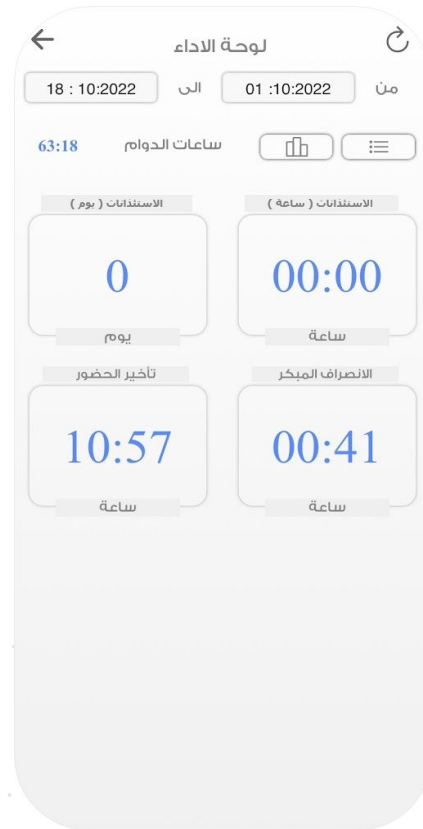 لوحة الاداء
من 01 :10:2022 الى 18 : 10:2022
ساعات الدوام 63:18
الاستئذانات ( ساعة ) الاستئذانات ( يوم )
00:00 0
ساعة يوم
الانصراف المبكر تأخير الحضور
00:41 10:57
ساعة ساعة